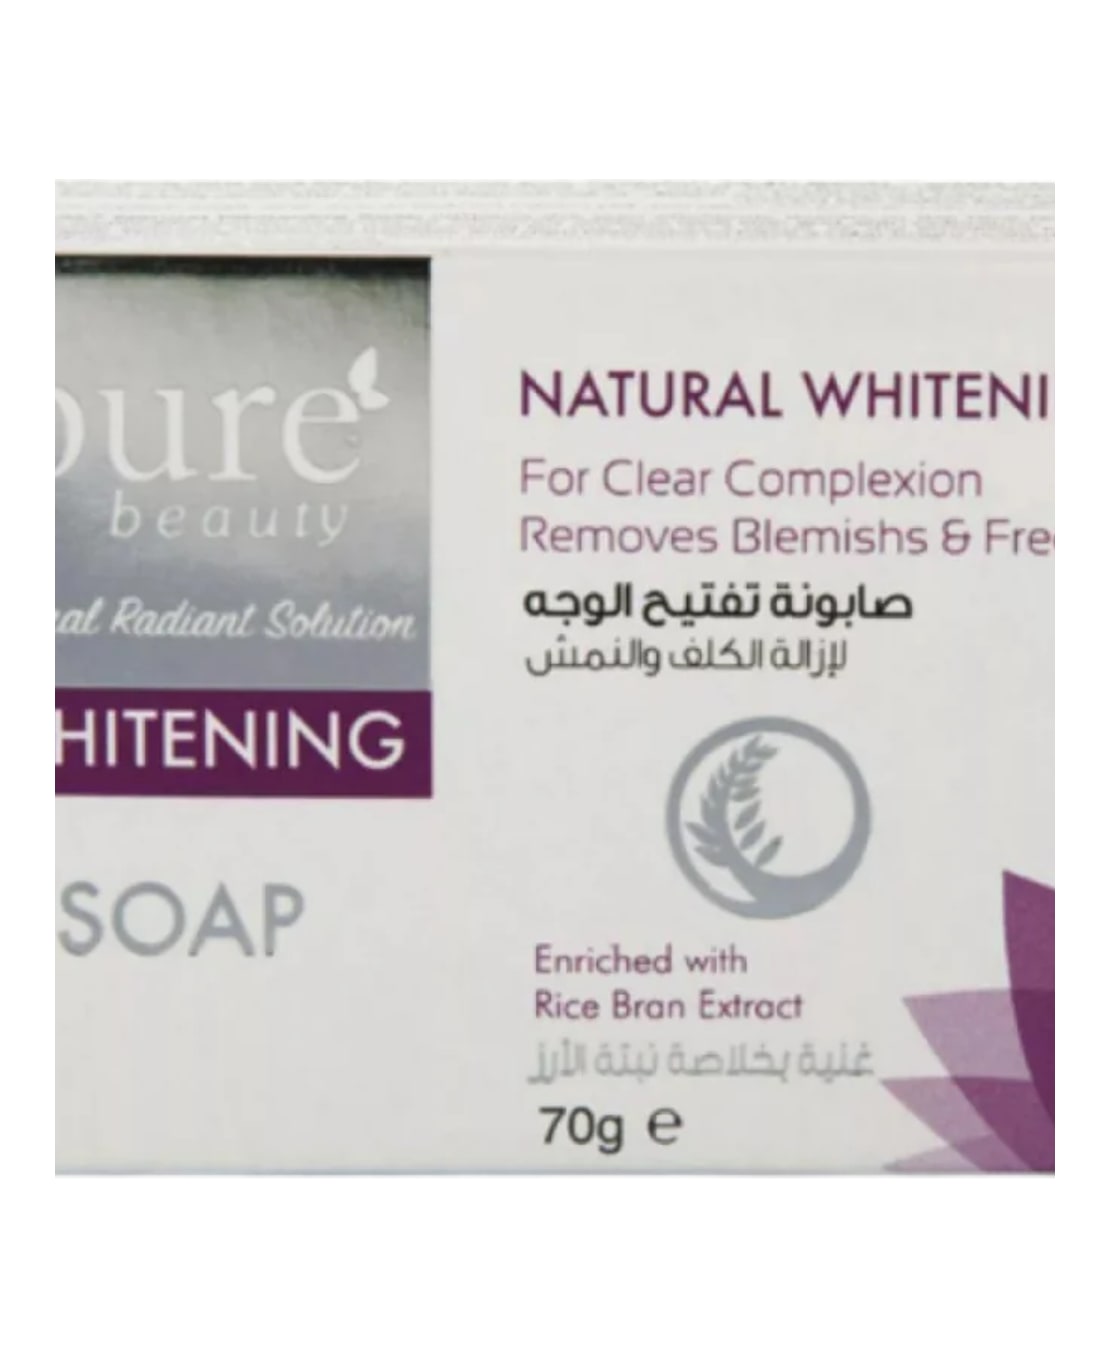 pure
beauty
Radiant Solution
HITENING
SOAP
NATURAL WHITENI
For Clear Complexion
Removes Blemishs & Fre
صابونة تفتيح الوجه
لإزالة الكلف والنمش
Enriched with
Rice Bran Extract
غنية بخلاصة نبتة الأرز
70g e